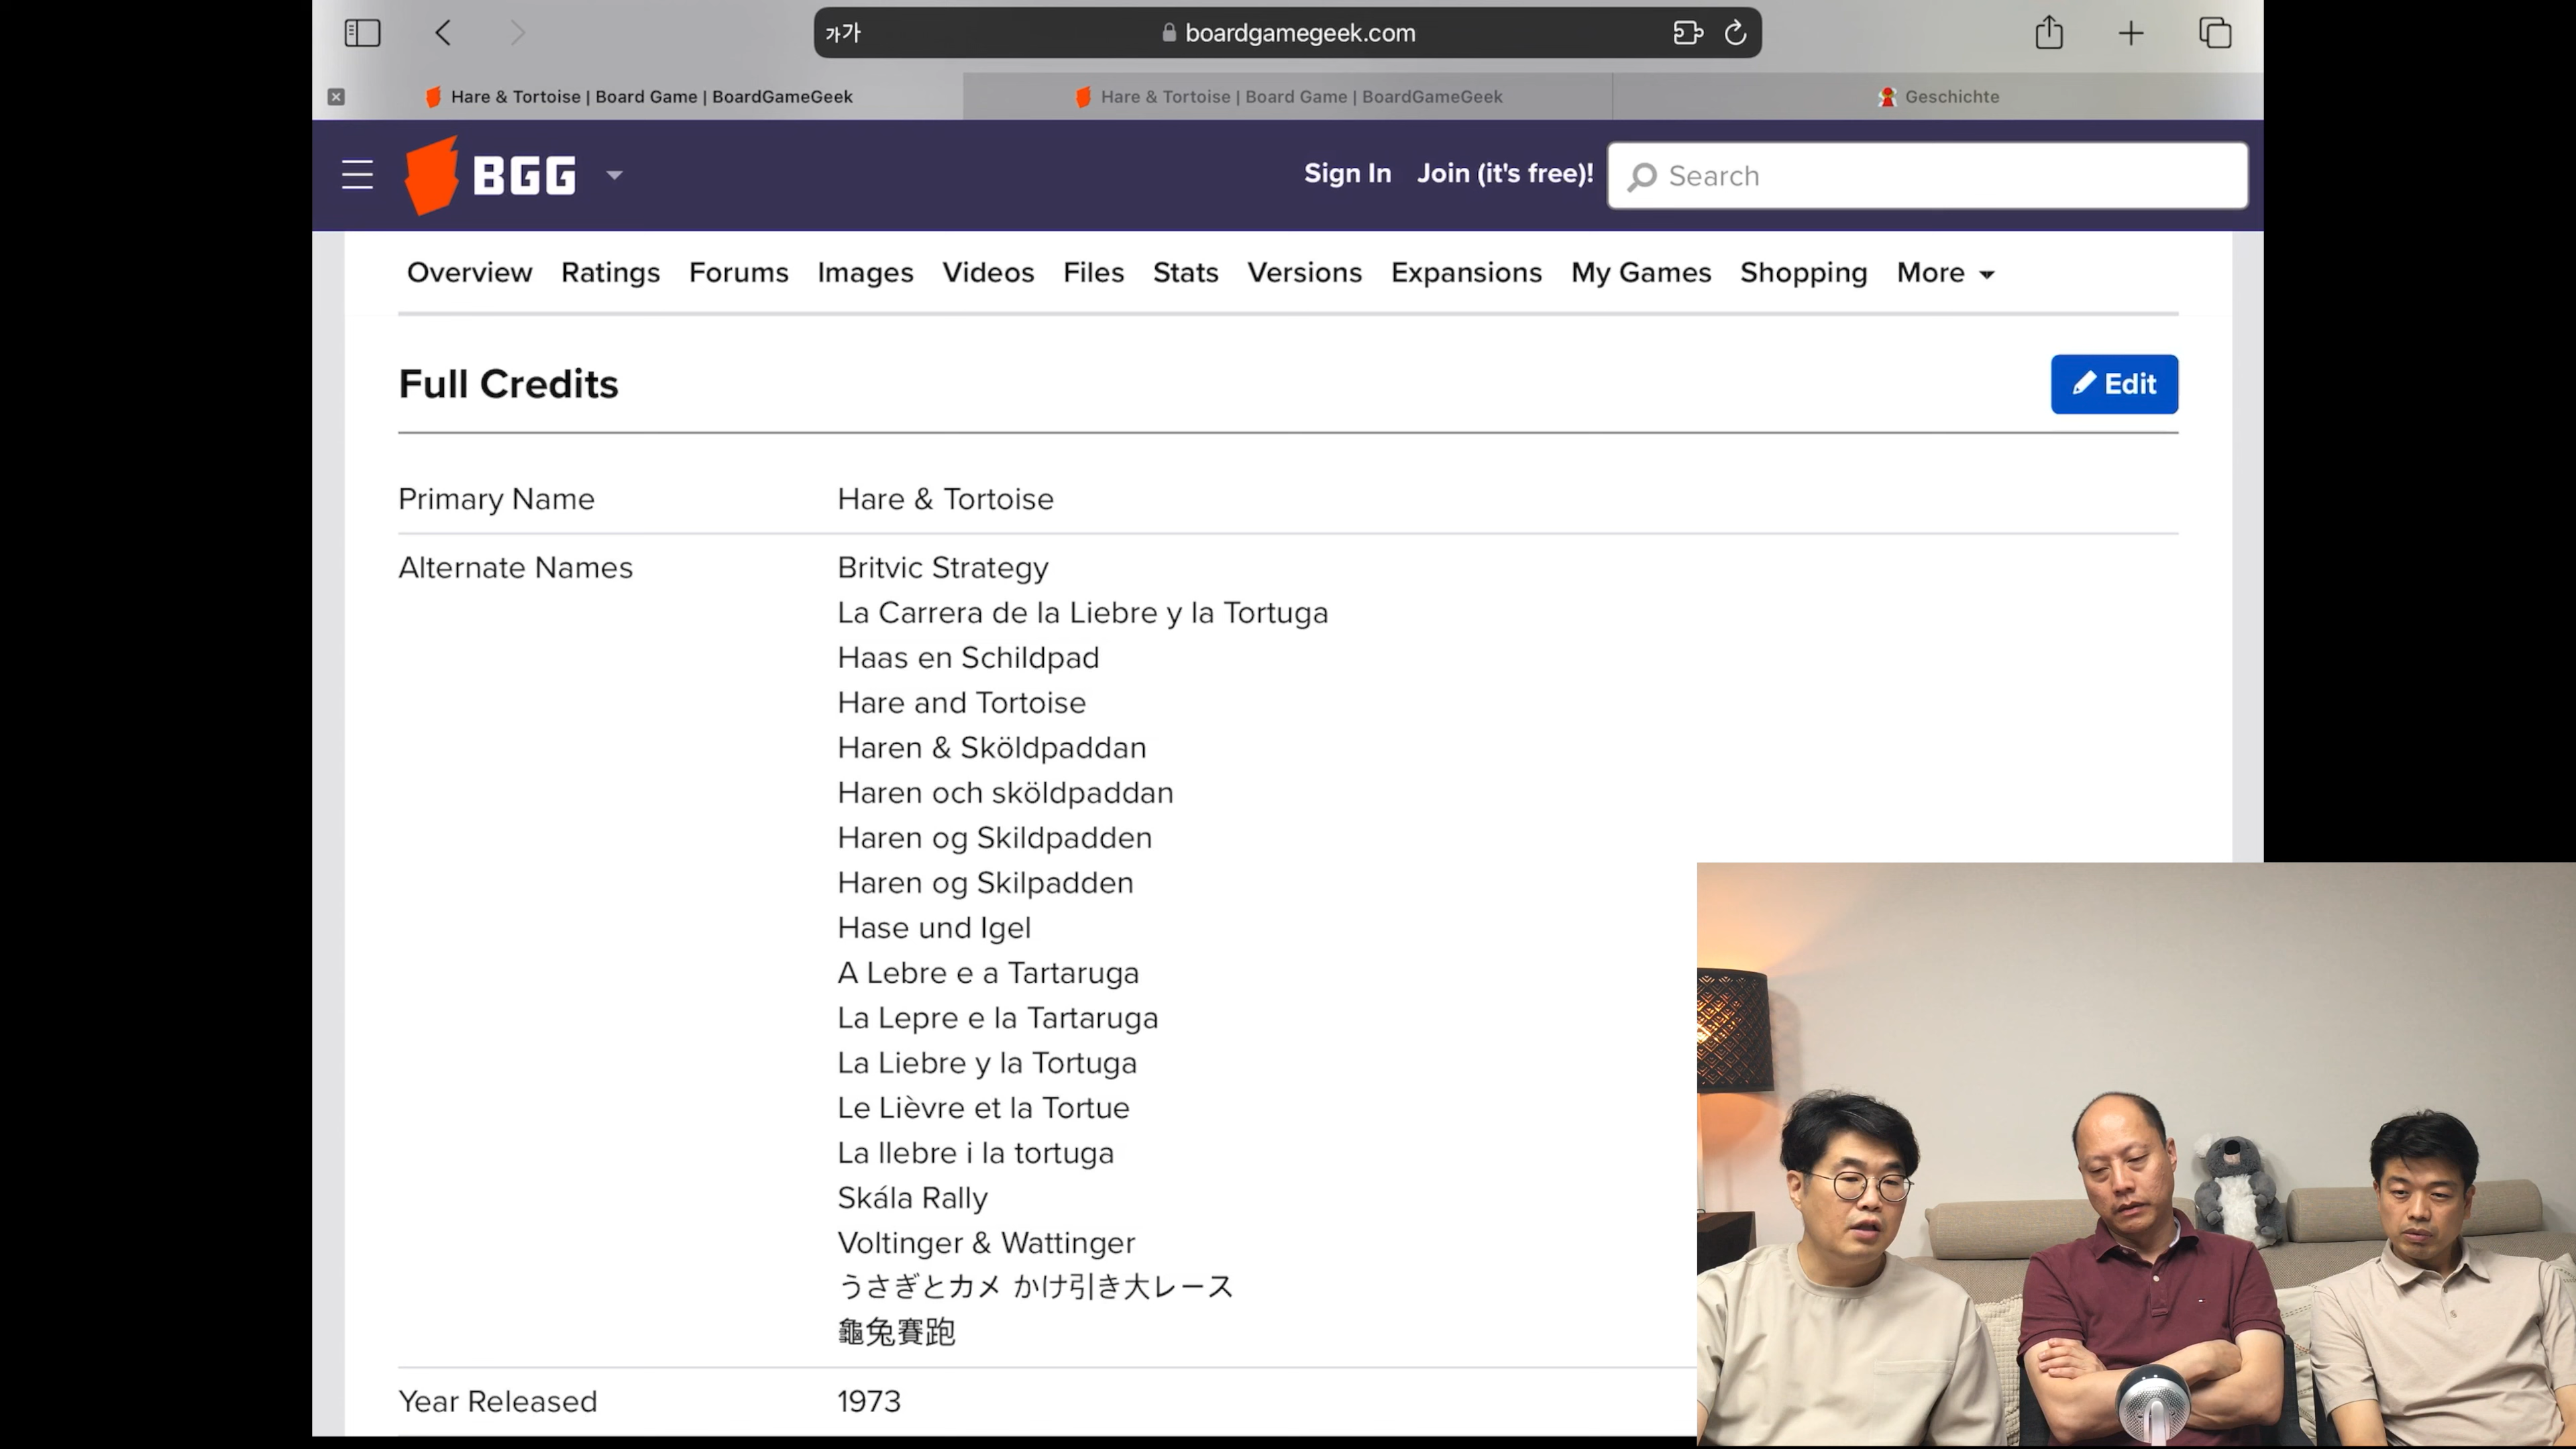 가가
boardgamegeek.com
Hare & Tortoise | Board Game | BoardGameGeek
Hare & Tortoise | Board Game | BoardGameGeek
Geschichte
BGG
Sign In
Join (it's free)!
Search
Overview
Ratings
Forums
Images
Videos
Files
Stats
Versions
Expansions
My Games
Shopping
More
Full Credits
Edit
Primary Name
Hare & Tortoise
Alternate Names
Britvic Strategy
La Carrera de la Liebre y la Tortuga
Haas en Schildpad
Hare and Tortoise
Haren & Sköldpaddan
Haren och sköldpaddan
Haren og Skildpadden
Haren og Skilpadden
Hase und Igel
A Lebre e a Tartaruga
La Lepre e la Tartaruga
La Liebre y la Tortuga
Le Lièvre et la Tortue
La llebre i la tortuga
Skála Rally
Voltinger & Wattinger
うさぎとカメ かけ引き大レース
龜兔賽跑
Year Released
1973